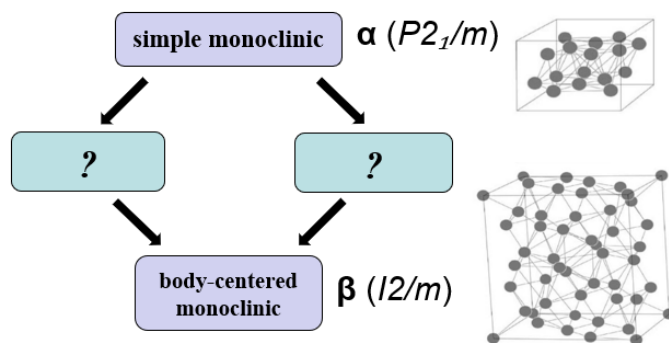 simple monoclinic
α (P2₁/m)
?
?
body-centered
monoclinic
β (I2/m)